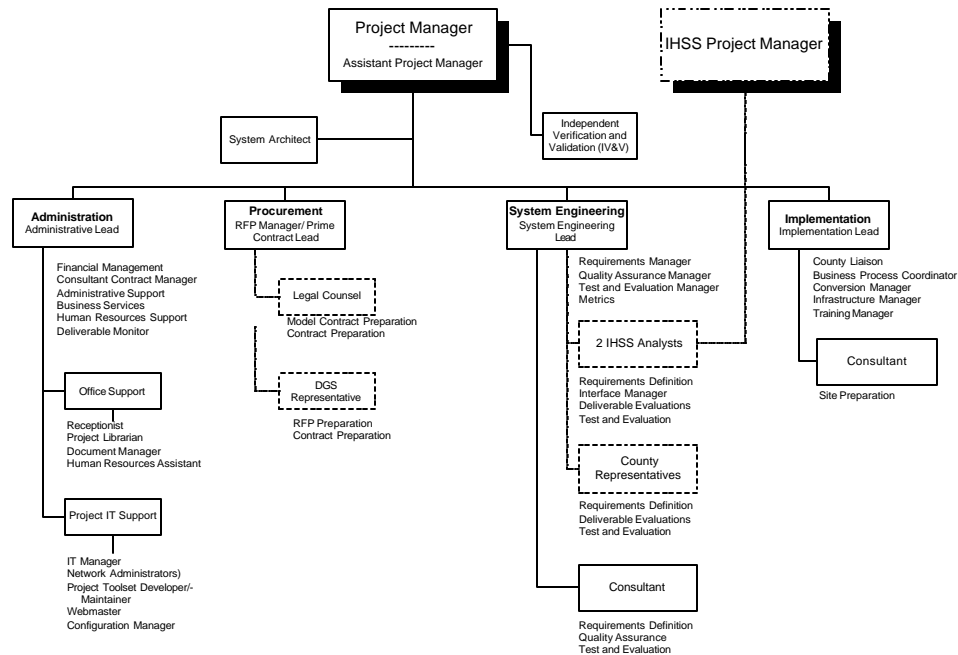 Project Manager
---------
Assistant Project Manager
IHSS Project Manager
System Architect
Independent
Verification and
Validation (IV&V)
Administration
Administrative Lead
Financial Management
Consultant Contract Manager
Administrative Support
Business Services
Human Resources Support
Deliverable Monitor
Office Support
Receptionist
Project Librarian
Document Manager
Human Resources Assistant
Project IT Support
IT Manager
Network Administrators)
Project Toolset Developer/-
Maintainer
Webmaster
Configuration Manager
Procurement
RFP Manager/ Prime
Contract Lead
Legal Counsel
Model Contract Preparation
Contract Preparation
DGS
Representative
RFP Preparation
Contract Preparation
System Engineering
System Engineering
Lead
Requirements Manager
Quality Assurance Manager
Test and Evaluation Manager
Metrics
2 IHSS Analysts
Requirements Definition
Interface Manager
Deliverable Evaluations
Test and Evaluation
County
Representatives
Requirements Definition
Deliverable Evaluations
Test and Evaluation
Consultant
Requirements Definition
Quality Assurance
Test and Evaluation
Implementation
Implementation Lead
County Liaison
Business Process Coordinator
Conversion Manager
Infrastructure Manager
Training Manager
Consultant
Site Preparation